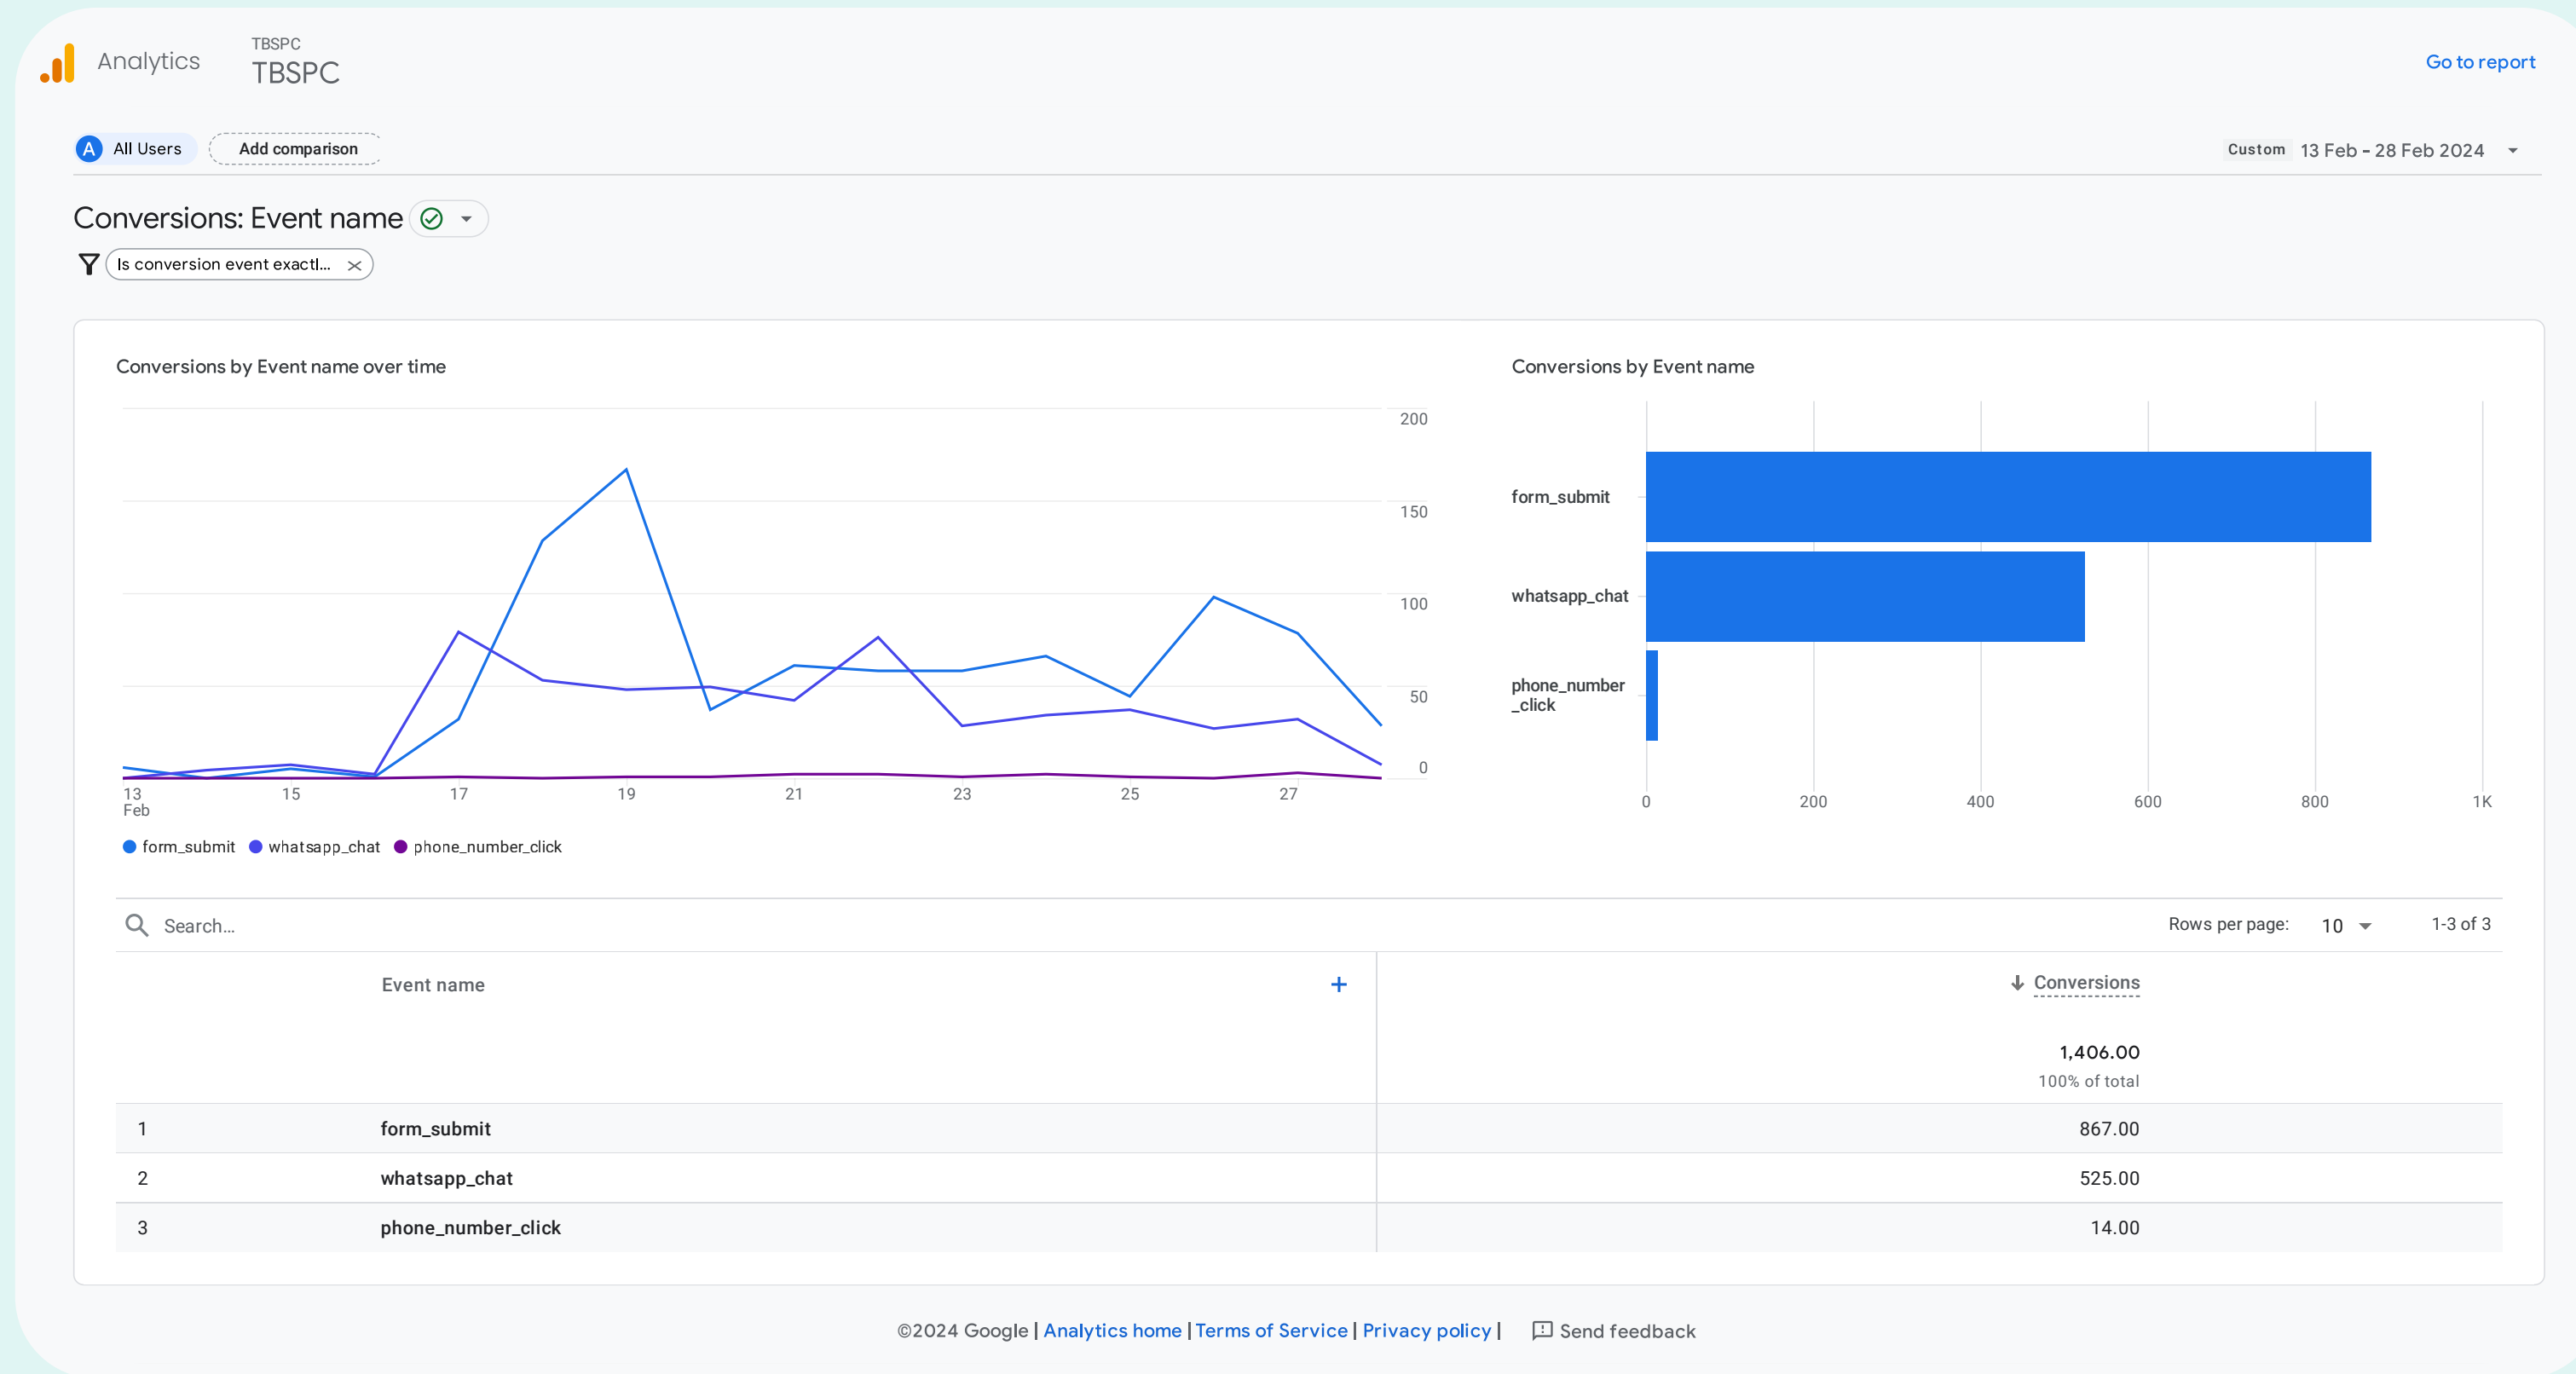 Analytics
TBSPC
TBSPC
Go to report
A All Users
Add comparison
Custom 13 Feb - 28 Feb 2024
Conversions: Event name
Is conversion event exactl...
Conversions by Event name over time
200
150
100
50
0
13
Feb
15
17
19
21
23
25
27
form_submit
whatsapp_chat
phone_number_click
Conversions by Event name
form_submit
whatsapp_chat
phone_number
_click
0
200
400
600
800
1K
Search...
Rows per page: 10
1-3 of 3
Event name
+
Conversions
1,406.00
100% of total
1 form_submit 867.00
2 whatsapp_chat 525.00
3 phone_number_click 14.00
©2024 Google | Analytics home | Terms of Service | Privacy policy | Send feedback